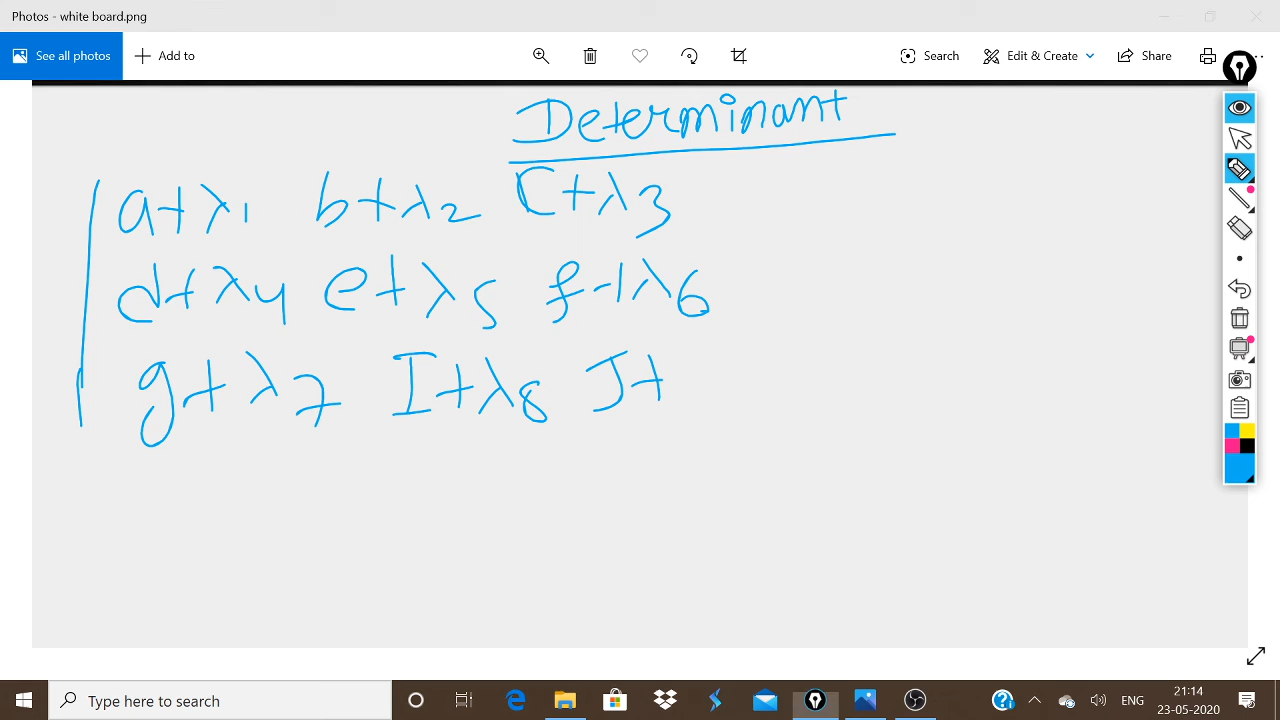 Photos - white board.png
See all photos
Add to
Search
Edit & Create
Share
Determinant
a+λ1 b+λ2 C+λ3
d+λ4 e+λ5 f+λ6
g+λ7 I+λ8 J+
Type here to search
ENG
21:14
23-05-2020